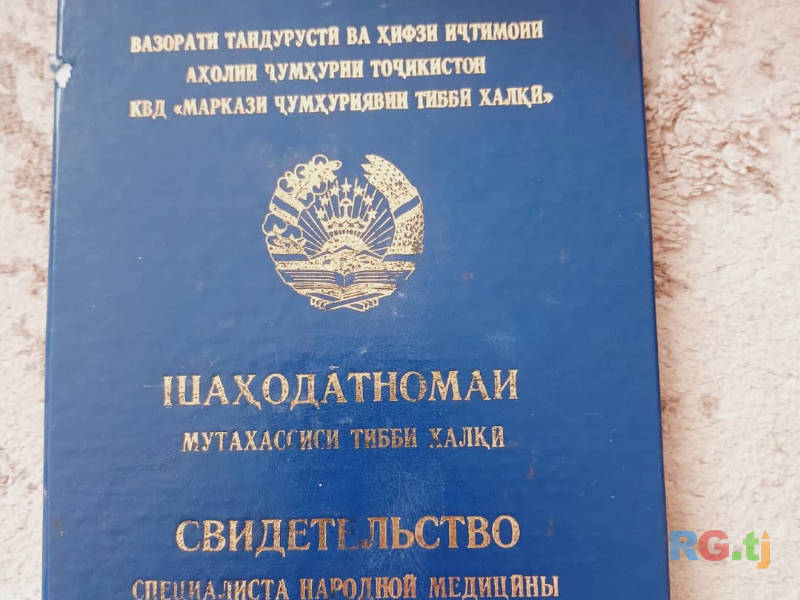 ВАЗОРАТИ ТАНДУРУСТӢ ВА ҲИФЗИ ИҶТИМОИИ
АҲОЛИИ ҶУМҲУРИИ ТОҶИКИСТОН
КВД «МАРКАЗИ ҶУМҲУРИЯВИИ ТИББИ ХАЛҚӢ»
ШАҲОДАТНОМАИ
МУТАХАССИСИ ТИББИ ХАЛҚӢ
СВИДЕТЕЛЬСТВО
СПЕЦИАЛИСТА НАРОДНОЙ МЕДИЦИНЫ
RG.tj